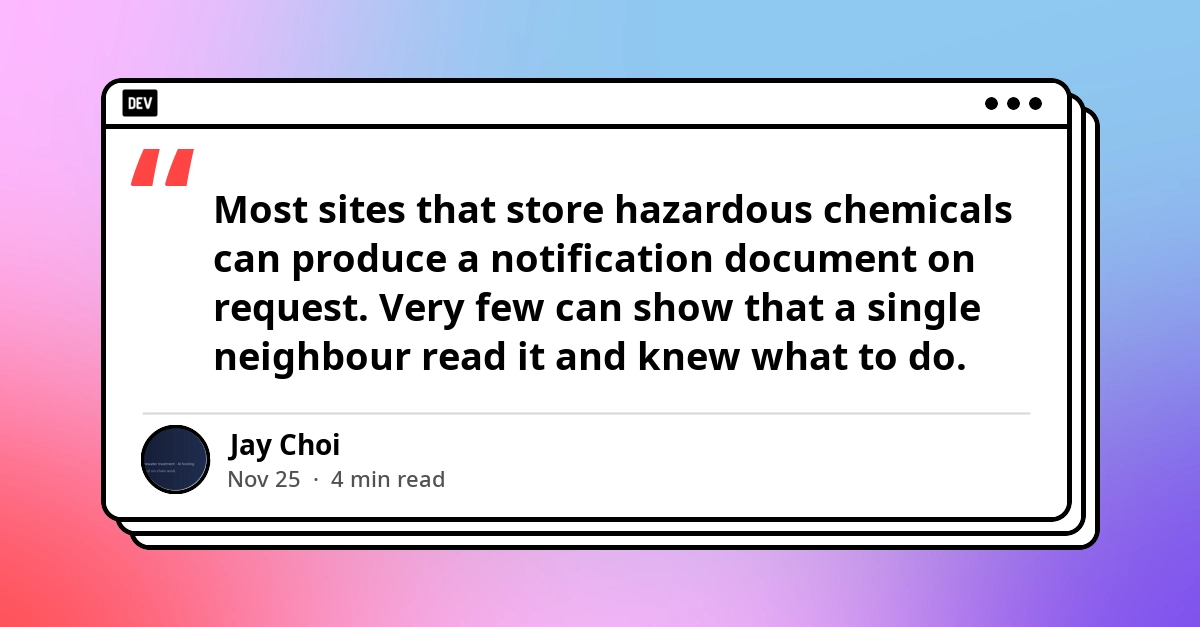 DEV
“
Most sites that store hazardous chemicals
can produce a notification document on
request. Very few can show that a single
neighbour read it and knew what to do.
Jay Choi
Nov 25 · 4 min read